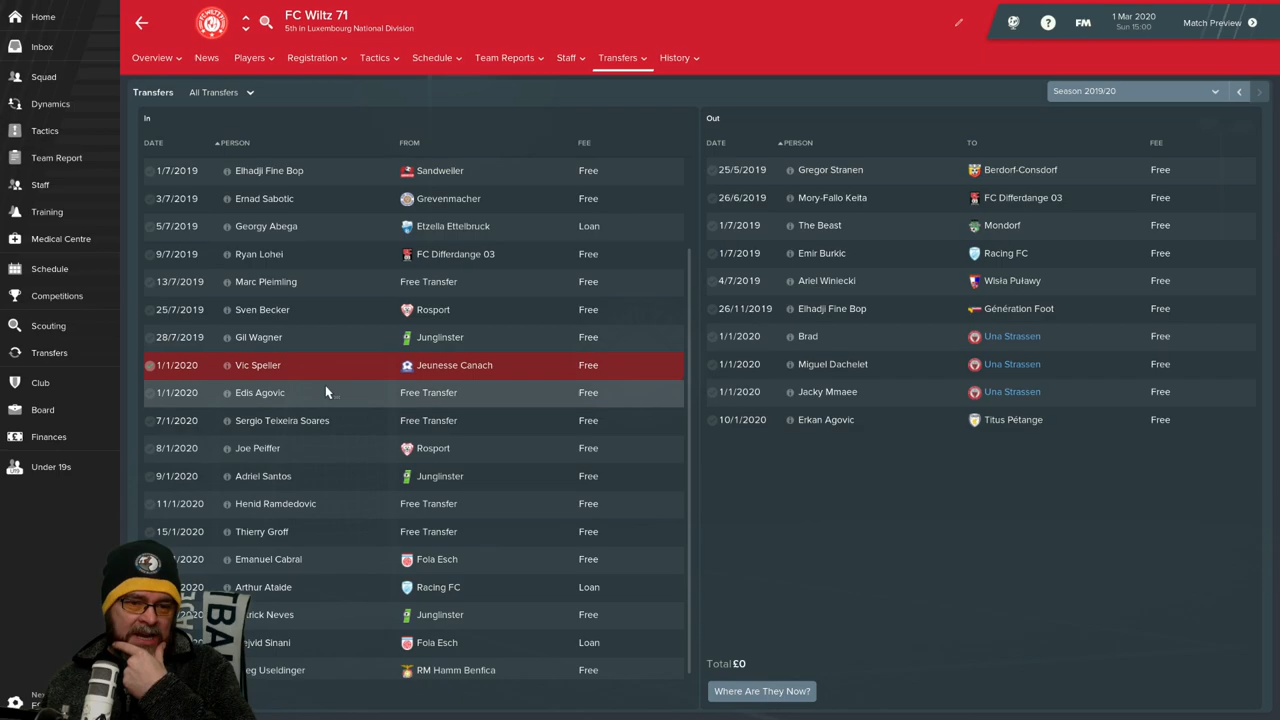 Home
Inbox
Squad
Dynamics
Tactics
Team Report
Staff
Training
Medical Centre
Schedule
Competitions
Scouting
Transfers
Club
Board
Finances
Under 19s
FC Wiltz 71
5th in Luxembourg National Division
FM
1 Mar 2020
Sun 15:00
Match Preview
Overview
News
Players
Registration
Tactics
Schedule
Team Reports
Staff
Transfers
History
Transfers All Transfers
Season 2019/20
In
DATE PERSON FROM FEE
1/7/2019 Elhadji Fine Bop Sandweiler Free
3/7/2019 Ernad Sabotic Grevenmacher Free
5/7/2019 Georgy Abega Etzella Ettelbruck Loan
9/7/2019 Ryan Lohei FC Differdange 03 Free
13/7/2019 Marc Pleimling Free Transfer Free
25/7/2019 Sven Becker Rosport Free
28/7/2019 Gil Wagner Junglinster Free
1/1/2020 Vic Speller Jeunesse Canach Free
1/1/2020 Edis Agovic Free Transfer Free
7/1/2020 Sergio Teixeira Soares Free Transfer Free
8/1/2020 Joe Peiffer Rosport Free
9/1/2020 Adriel Santos Junglinster Free
11/1/2020 Henid Ramdedovic Free Transfer Free
15/1/2020 Thierry Groff Free Transfer Free
2020 Emanuel Cabral Fola Esch Free
2020 Arthur Ataide Racing FC Loan
Neves Junglinster Free
Sinani Fola Esch Loan
Useldinger RM Hamm Benfica Free
Out
DATE PERSON TO FEE
25/5/2019 Gregor Stranen Berdorf-Consdorf Free
26/6/2019 Mory-Fallo Keita FC Differdange 03 Free
1/7/2019 The Beast Mondorf Free
1/7/2019 Emir Burkic Racing FC Free
4/7/2019 Ariel Winiecki Wisła Puławy Free
26/11/2019 Elhadji Fine Bop Génération Foot Free
1/1/2020 Brad Una Strassen Free
1/1/2020 Miguel Dachelet Una Strassen Free
1/1/2020 Jacky Mmaee Una Strassen Free
10/1/2020 Erkan Agovic Titus Pétange Free
Total £0
Where Are They Now?